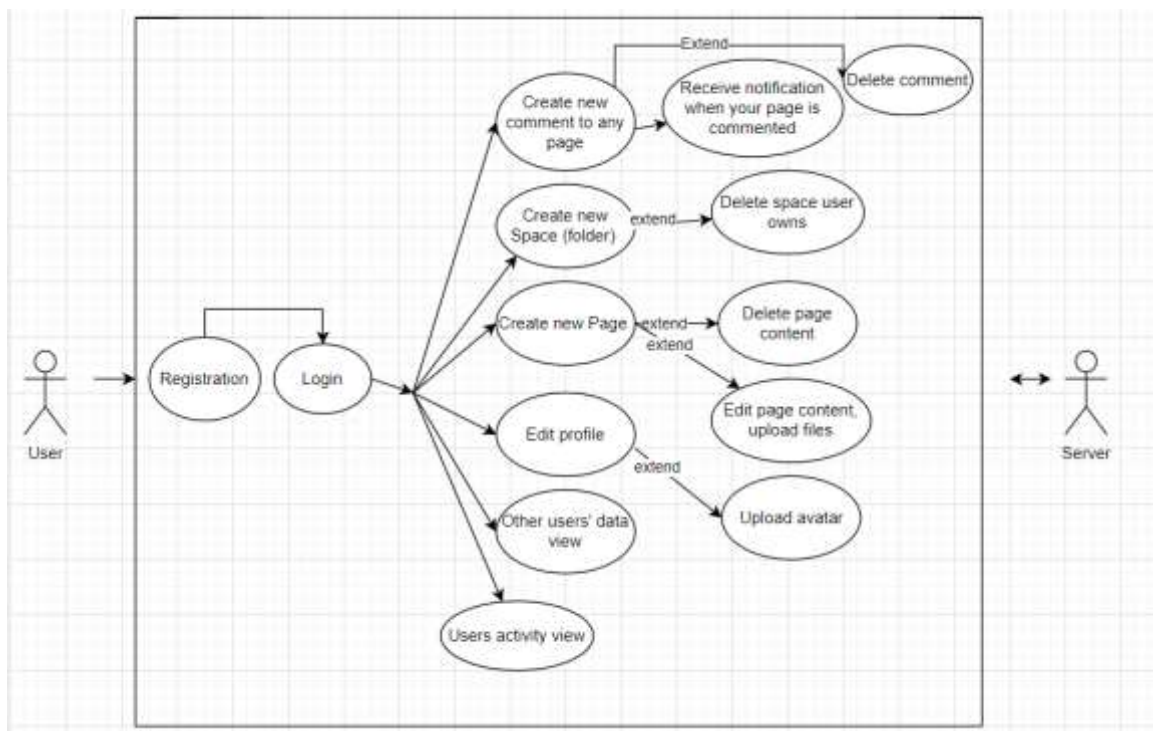 Extend
Delete comment
Create new
comment to any
page
Receive notification
when your page is
commented
Create new
Space (folder)
extend
Delete space user
owns
Create new Page
extend
extend
Delete page
content
Registration
Login
Edit page content,
upload files
Edit profile
extend
Upload avatar
Other users' data
view
Users activity view
User
Server